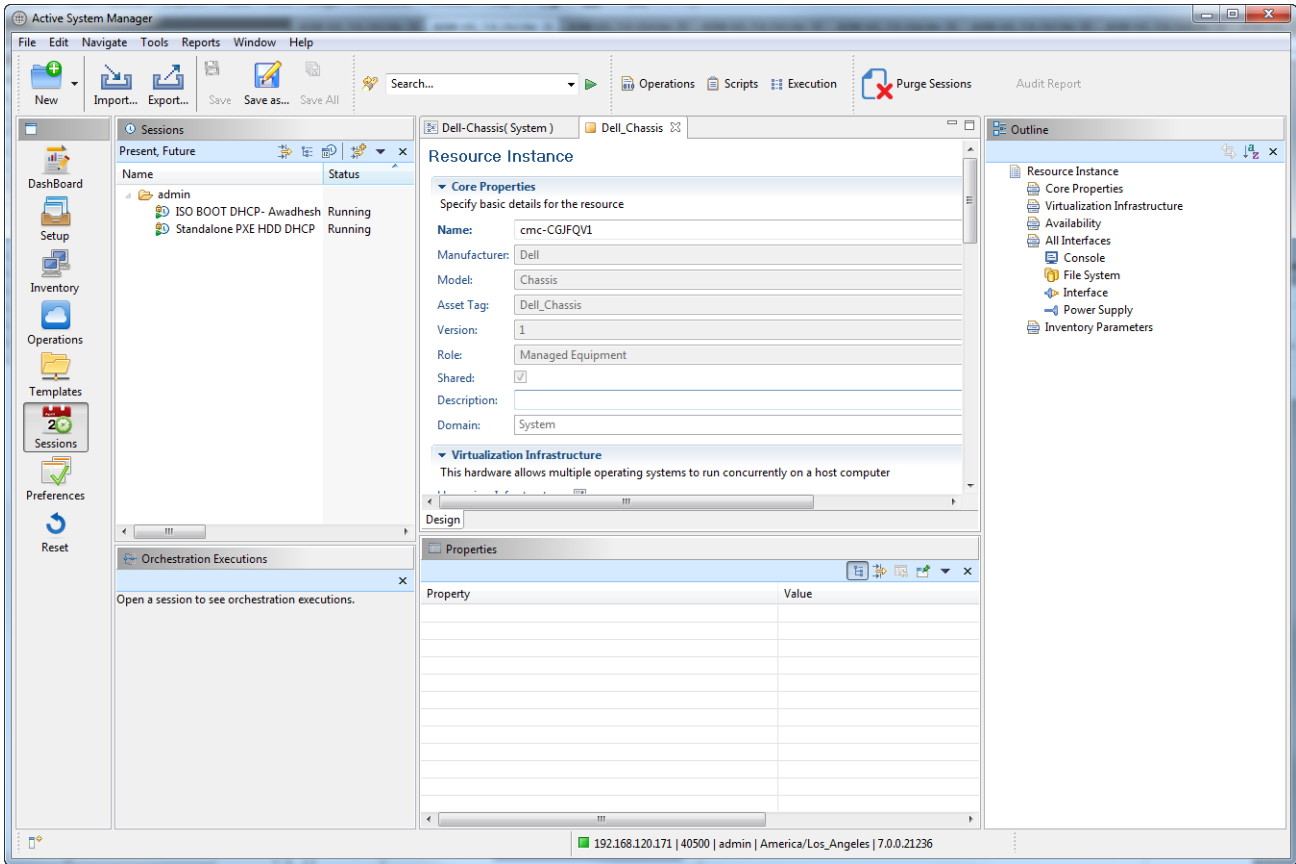 Active System Manager
File Edit Navigate Tools Reports Window Help
New Import... Export... Save Save as... Save All Search... Operations Scripts Execution Purge Sessions Audit Report
DashBoard
Setup
Inventory
Operations
Templates
April
2
Sessions
Preferences
Reset
Sessions
Present, Future
Name Status
admin
ISO BOOT DHCP- Awadhesh Running
Standalone PXE HDD DHCP Running
Orchestration Executions
Open a session to see orchestration executions.
Dell-Chassis( System ) Dell_Chassis
Resource Instance
Core Properties
Specify basic details for the resource
Name: cmc-CGJFQV1
Manufacturer: Dell
Model: Chassis
Asset Tag: Dell_Chassis
Version: 1
Role: Managed Equipment
Shared:
Description:
Domain: System
Virtualization Infrastructure
This hardware allows multiple operating systems to run concurrently on a host computer
Design
Properties
Property Value
Outline
Resource Instance
Core Properties
Virtualization Infrastructure
Availability
All Interfaces
Console
File System
Interface
Power Supply
Inventory Parameters
192.168.120.171 | 40500 | admin | America/Los_Angeles | 7.0.0.21236